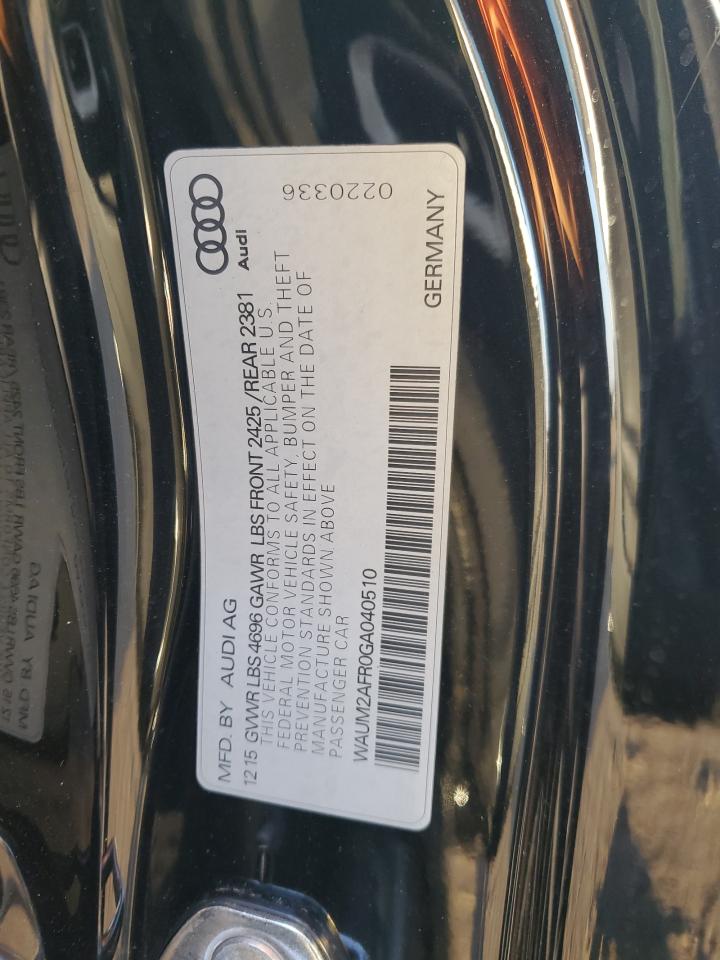 MFD. BY AUDI AG
Audi
12 15 GVWR LBS 4696 GAWR LBS FRONT 2425 / REAR 2381
THIS VEHICLE CONFORMS TO ALL APPLICABLE U.S.
FEDERAL MOTOR VEHICLE SAFETY, BUMPER AND THEFT
PREVENTION STANDARDS IN EFFECT ON THE DATE OF
MANUFACTURE SHOWN ABOVE
PASSENGER CAR
WAUM2AFR0GA040510
0220336
GERMANY